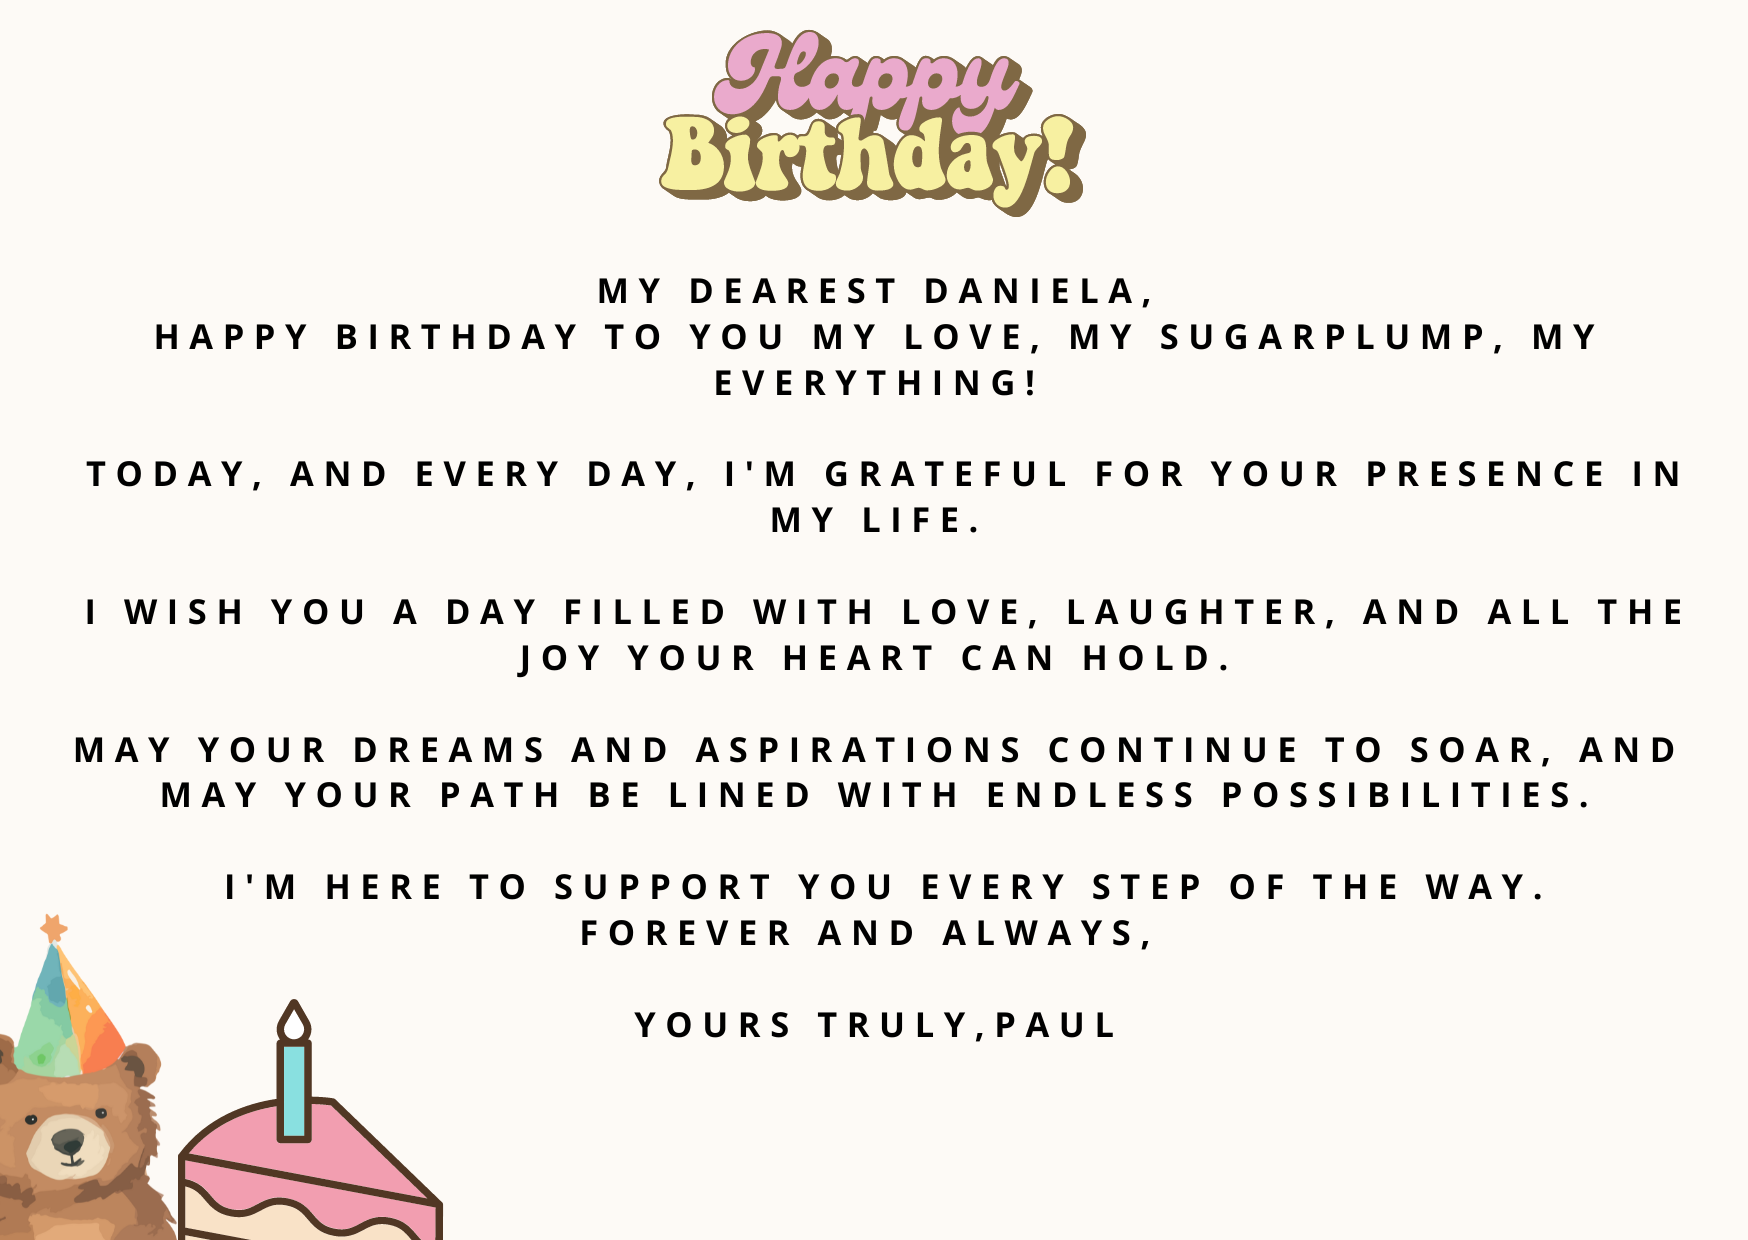 Happy
Birthday!
MY DEAREST DANIELA,
HAPPY BIRTHDAY TO YOU MY LOVE, MY SUGARPLUMP, MY
EVERYTHING!
TODAY, AND EVERY DAY, I'M GRATEFUL FOR YOUR PRESENCE IN
MY LIFE.
I WISH YOU A DAY FILLED WITH LOVE, LAUGHTER, AND ALL THE
JOY YOUR HEART CAN HOLD.
MAY YOUR DREAMS AND ASPIRATIONS CONTINUE TO SOAR, AND
MAY YOUR PATH BE LINED WITH ENDLESS POSSIBILITIES.
I'M HERE TO SUPPORT YOU EVERY STEP OF THE WAY.
FOREVER AND ALWAYS,
YOURS TRULY,PAUL